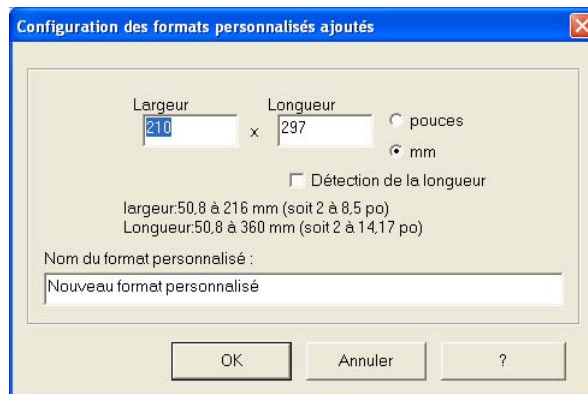 Configuration des formats personnalisés ajoutés
Largeur Longueur
210 x 297
pouces
mm
Détection de la longueur
largeur:50,8 à 216 mm (soit 2 à 8,5 po)
Longueur:50,8 à 360 mm (soit 2 à 14,17 po)
Nom du format personnalisé :
Nouveau format personnalisé
OK Annuler ?